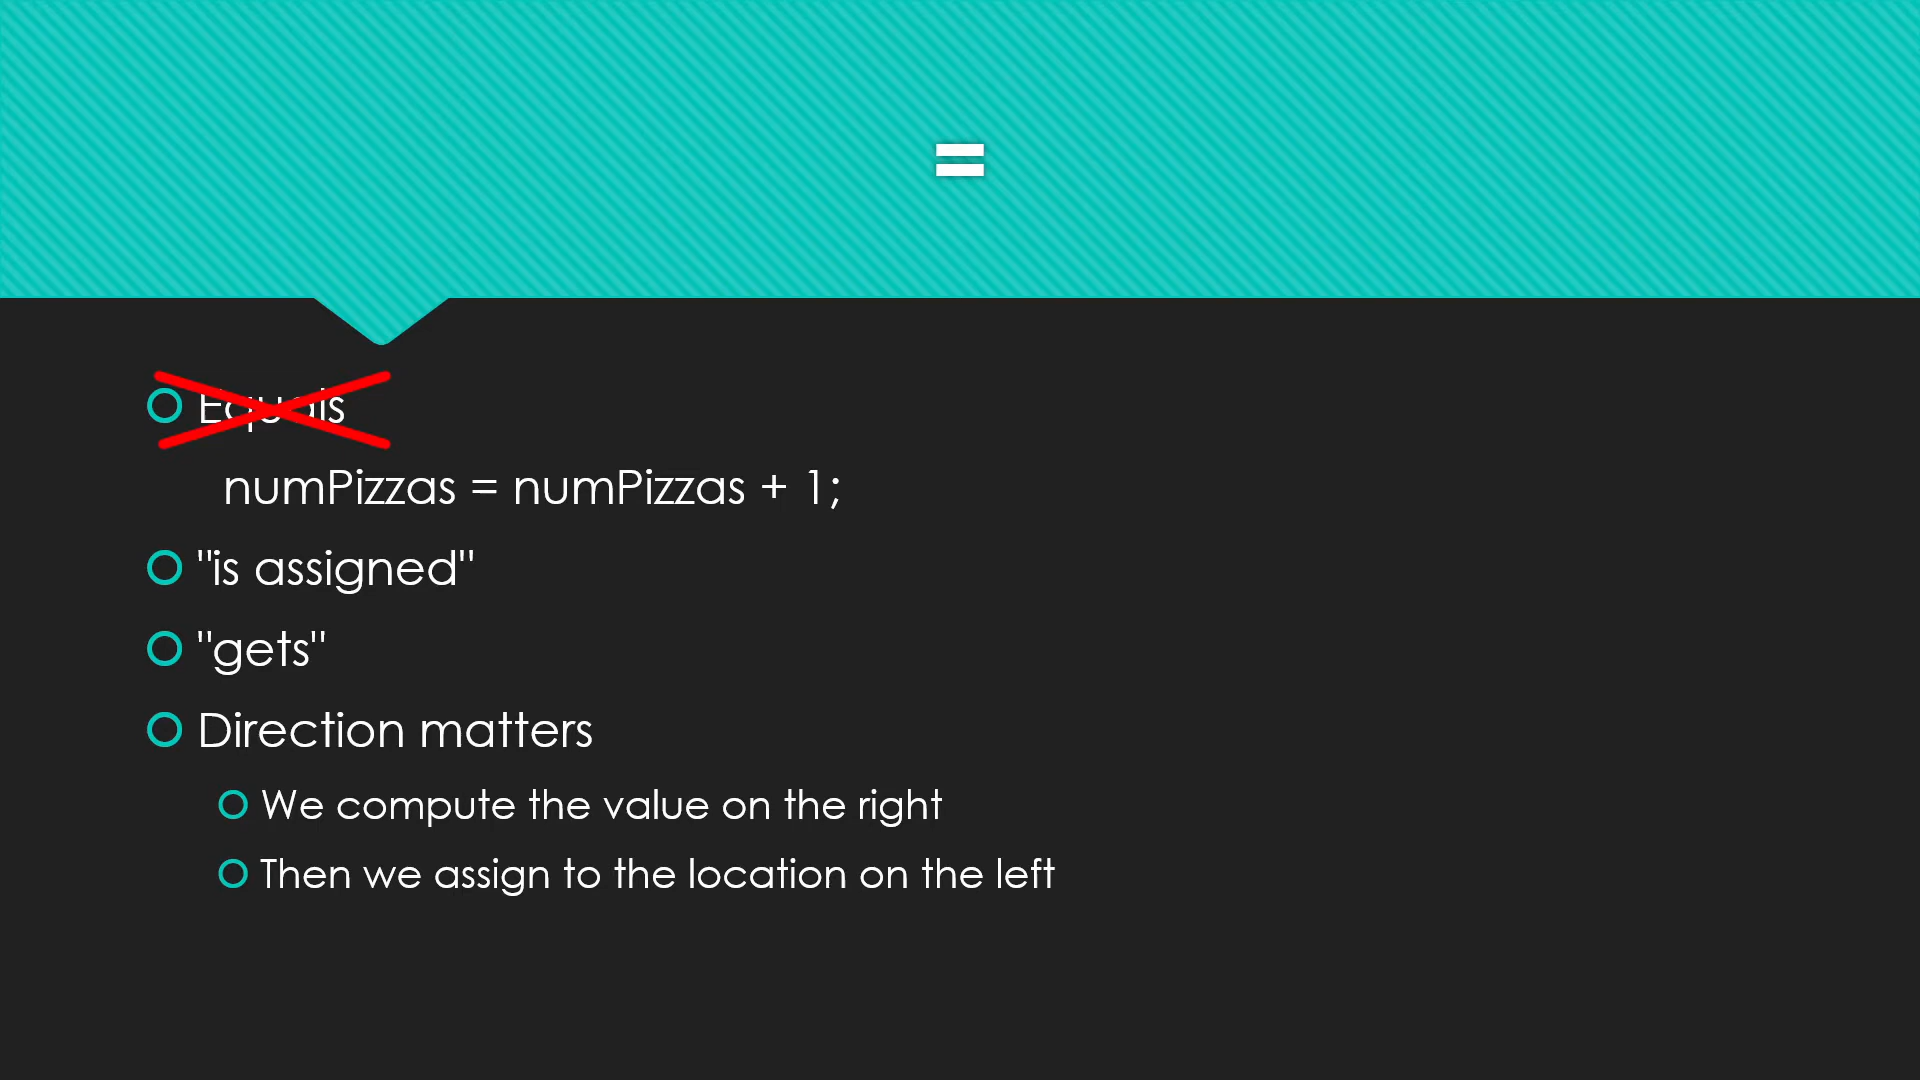 =
Equals
numPizzas = numPizzas + 1;
"is assigned"
"gets"
Direction matters
We compute the value on the right
Then we assign to the location on the left